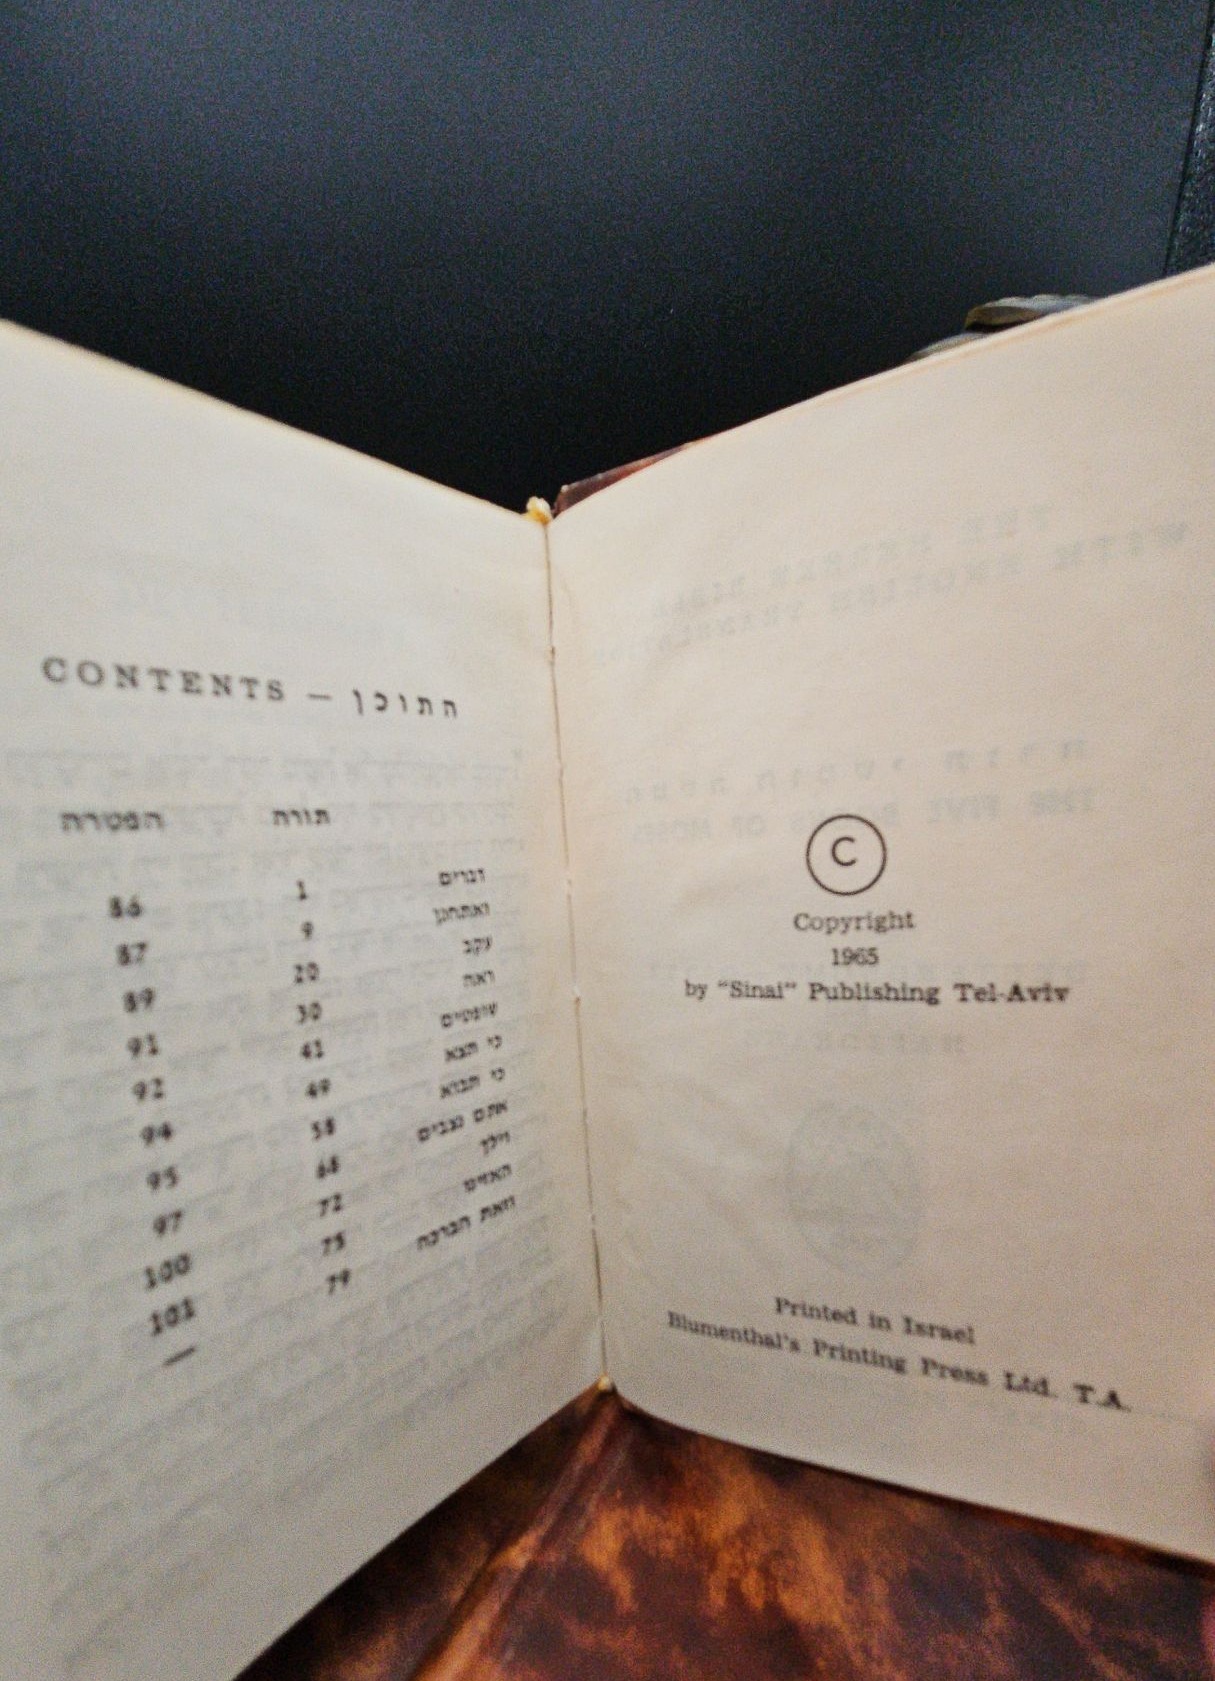 CONTENTS — התוכן
תורה הפטרה
דברים 1 86
ואתחנן 9 87
עקב 20 89
ראה 30 91
שופטים 41 92
כי תצא 49 94
כי תבוא 58 95
אתם נצבים 68 97
וילך 72 100
האזינו 75 101
וזאת הברכה 79 —
C
Copyright
1965
by "Sinai" Publishing Tel-Aviv
Printed in Israel
Blumenthal's Printing Press Ltd. T.A.